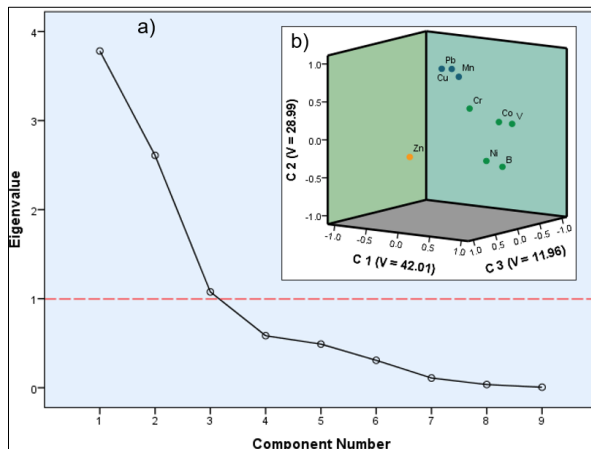 a)
b)
4
3
2
1
0
Eigenvalue
1 2 3 4 5 6 7 8 9
Component Number
1.0
0.5
0.0
-0.5
-1.0
C 2 (V = 28.99)
Pb
Mn
Cu
Cr
Co
V
Zn
Ni
B
-1.0 -0.5 0.0 0.5 1.0
C 1 (V = 42.01)
1.0 0.5 0.0 -0.5 -1.0
C 3 (V = 11.96)